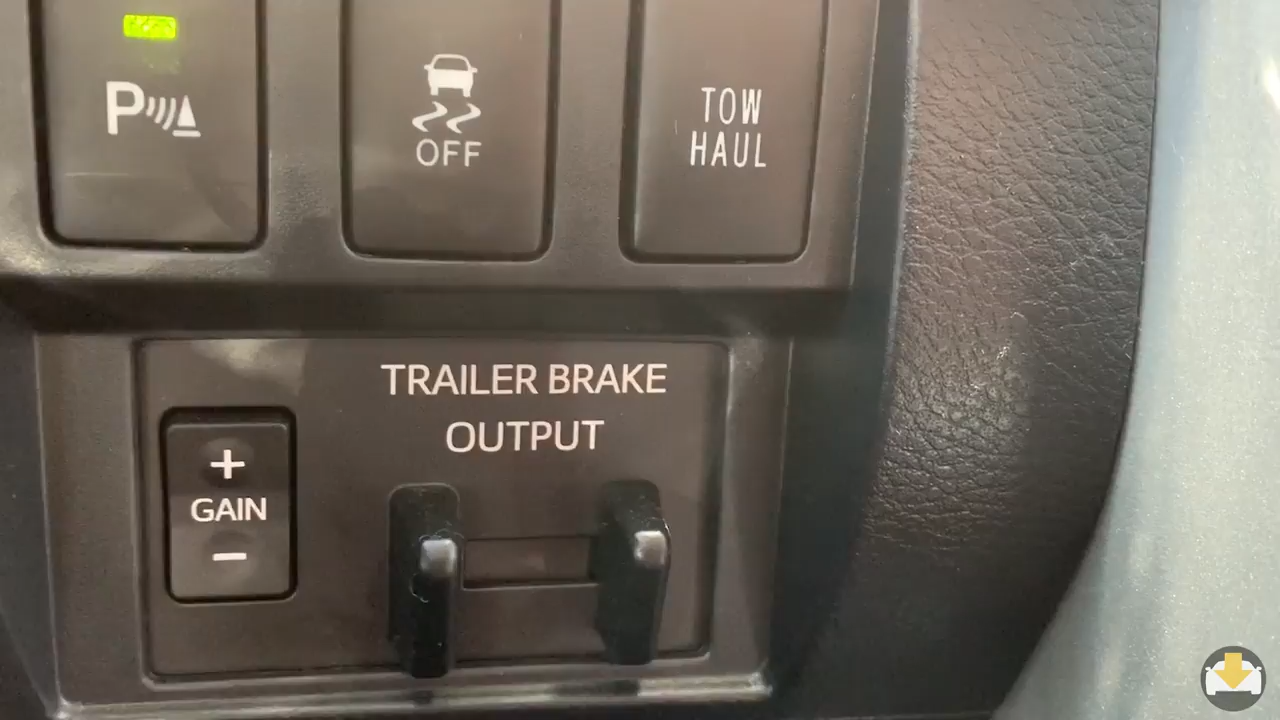 P
OFF
TOW
HAUL
TRAILER BRAKE
OUTPUT
+
GAIN
-